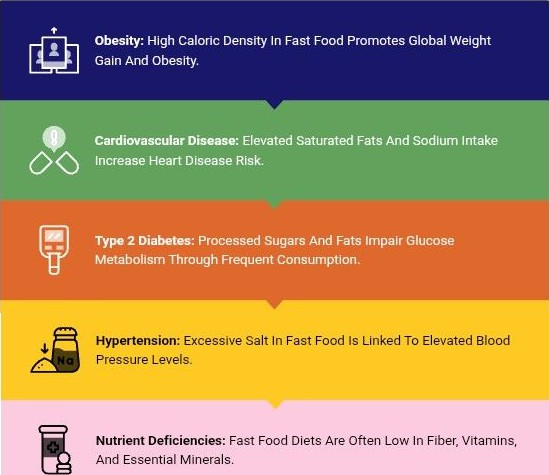 Obesity: High Caloric Density In Fast Food Promotes Global Weight
Gain And Obesity.
Cardiovascular Disease: Elevated Saturated Fats And Sodium Intake
Increase Heart Disease Risk.
Type 2 Diabetes: Processed Sugars And Fats Impair Glucose
Metabolism Through Frequent Consumption.
Hypertension: Excessive Salt In Fast Food Is Linked To Elevated Blood
Pressure Levels.
Na
Nutrient Deficiencies: Fast Food Diets Are Often Low In Fiber, Vitamins,
And Essential Minerals.